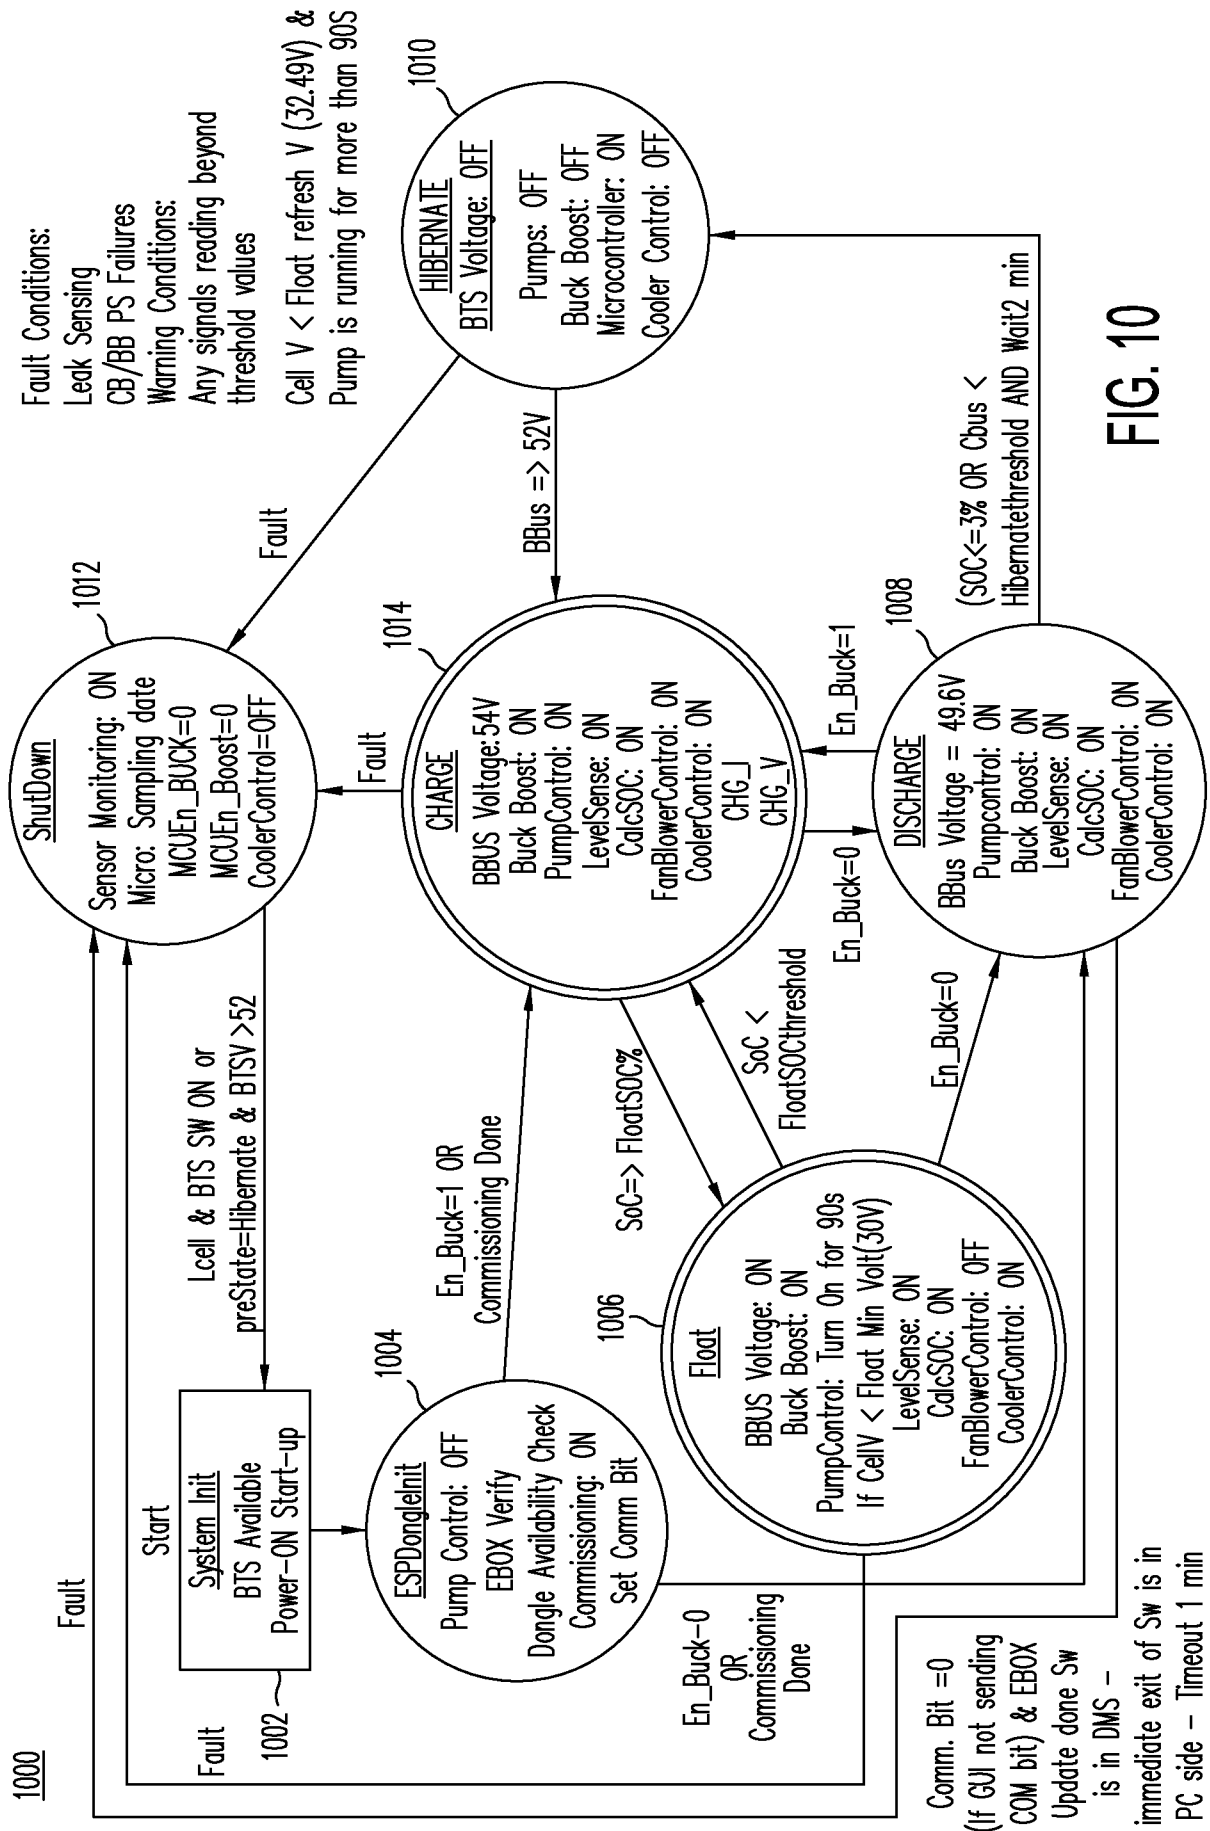 1000
Start
System Init
BTS Available
Power-ON Start-up
1002
Fault
Fault
Lcell & BTS SW ON or
preState=Hibernate & BTSV >52
ShutDown
Sensor Monitoring: ON
Micro: Sampling date
MCUEn_BUCK=0
MCUEn_Boost=0
CoolerControl=OFF
1012
Fault Conditions:
Leak Sensing
CB/BB PS Failures
Warning Conditions:
Any signals reading beyond
threshold values
Cell V < Float refresh V (32.49V) &
Pump is running for more than 90S
Fault
Fault
ESPDongleInit
Pump Control: OFF
EBOX Verify
Dongle Availability Check
Commissioning: ON
Set Comm Bit
1004
En_Buck=1 OR
Commissioning Done
CHARGE
BBUS Voltage:54V
Buck Boost: ON
PumpControl: ON
LevelSense: ON
CalcSOC: ON
FanBlowerControl: ON
CoolerControl: ON
CHG_I
CHG_V
1014
BBus => 52V
HIBERNATE
BTS Voltage: OFF
Pumps: OFF
Buck Boost: OFF
Microcontroller: ON
Cooler Control: OFF
1010
SoC=> FloatSOC%
SoC <
FloatSOCthreshold
En_Buck=0
En_Buck=1
1006
Float
BBUS Voltage: ON
Buck Boost: ON
PumpControl: Turn On for 90s
If CellV < Float Min Volt(30V)
LevelSense: ON
CalcSOC: ON
FanBlowerControl: OFF
CoolerControl: ON
En_Buck=0
DISCHARGE
BBus Voltage = 49.6V
Pumpcontrol: ON
Buck Boost: ON
LevelSense: ON
CalcSOC: ON
FanBlowerControl: ON
CoolerControl: ON
1008
(SOC<=3% OR Cbus <
Hibernatethreshold AND Wait2 min
En_Buck-0
OR
Commissioning
Done
Comm. Bit =0
(If GUI not sending
COM bit) & EBOX
Update done Sw
is in DMS -
immediate exit of Sw is in
PC side - Timeout 1 min
FIG. 10